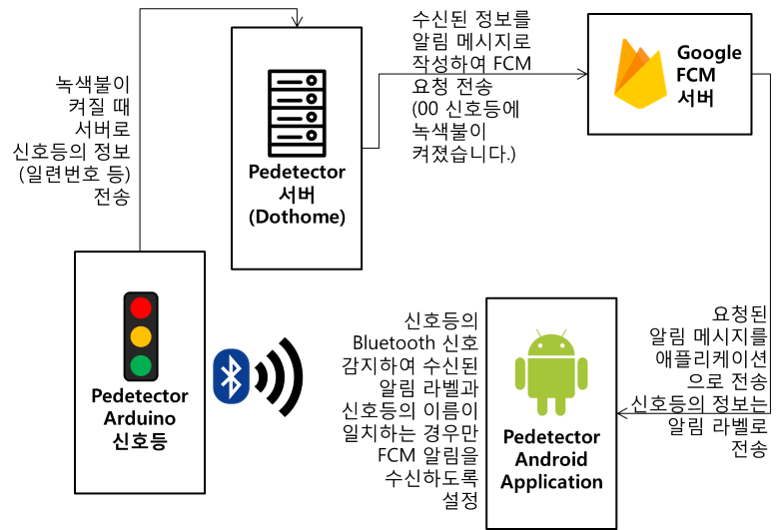 녹색불이
켜질 때
서버로
신호등의 정보
(일련번호 등)
전송
Pedetector
서버
(Dothome)
수신된 정보를
알림 메시지로
작성하여 FCM
요청 전송
(00 신호등에
녹색불이
켜졌습니다.)
Google
FCM
서버
Pedetector
Arduino
신호등
신호등의
Bluetooth 신호
감지하여 수신된
알림 라벨과
신호등의 이름이
일치하는 경우만
FCM 알림을
수신하도록
설정
Pedetector
Android
Application
요청된
알림 메시지를
애플리케이션
으로 전송
신호등의 정보는
알림 라벨로
전송